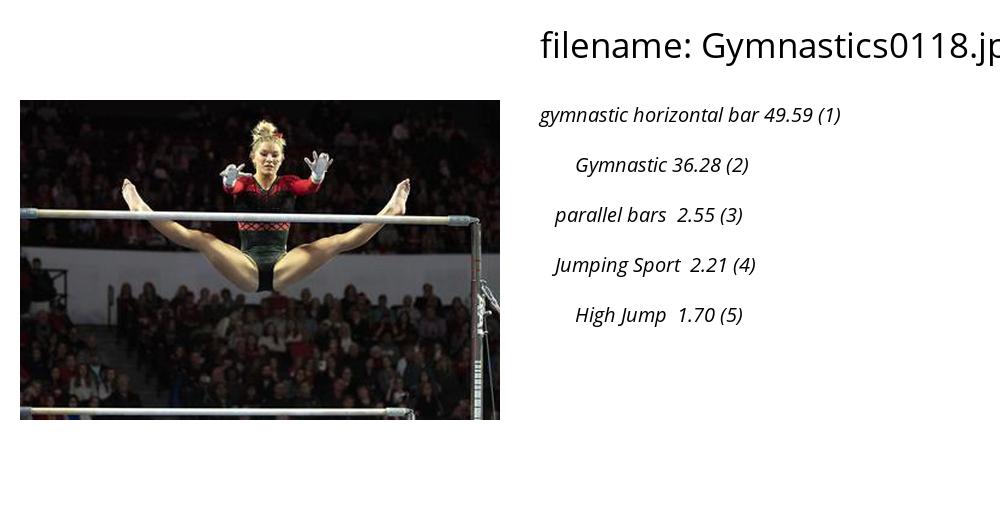 filename: Gymnastics0118.jp
gymnastic horizontal bar 49.59 (1)
Gymnastic 36.28 (2)
parallel bars 2.55 (3)
Jumping Sport 2.21 (4)
High Jump 1.70 (5)